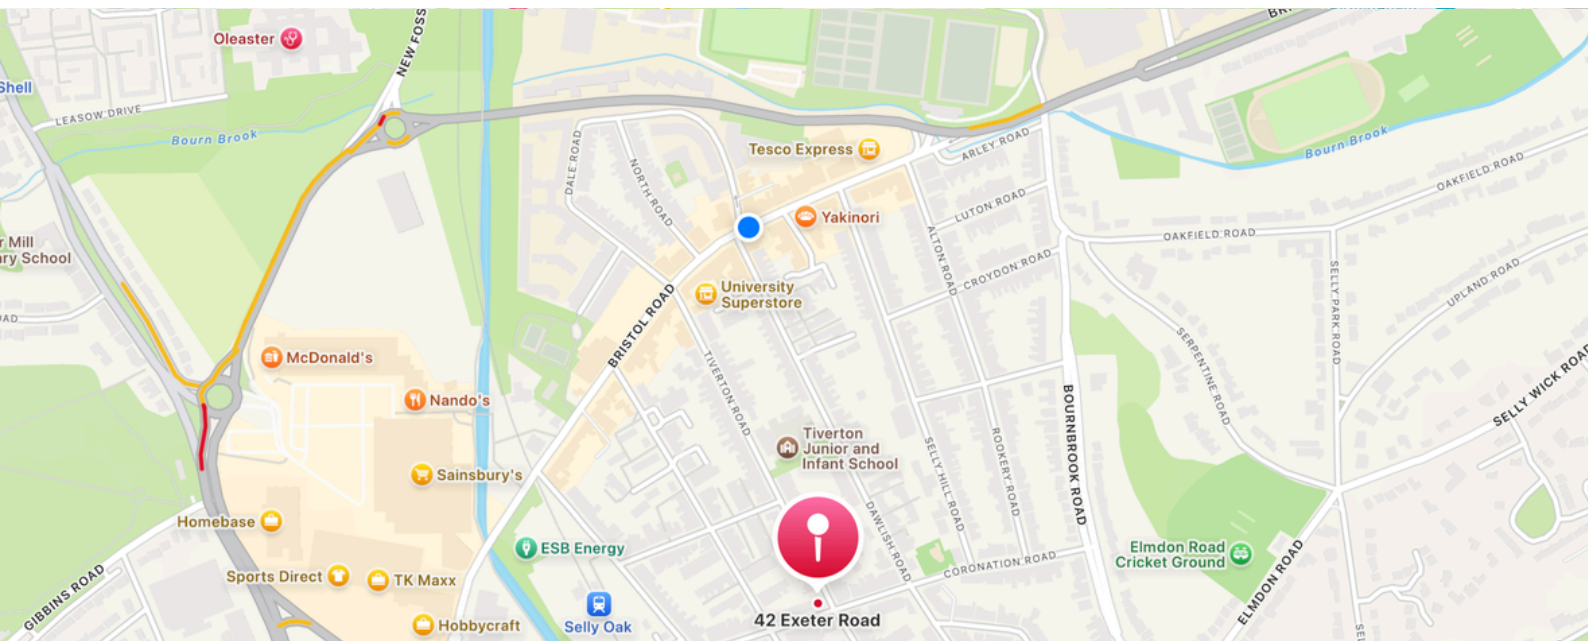 Oleaster
NEW FOSS
BRI
Shell
LEASOW DRIVE
Bourn Brook
Tesco Express
ARLEY ROAD
Bourn Brook
DALE ROAD
NORTH ROAD
OAKFIELD ROAD
LUTON ROAD
Yakinori
r Mill
ary School
ALTON ROAD
OAKFIELD ROAD
CROYDON ROAD
University
Superstore
SELLY PARK ROAD
UPLAND ROAD
OAD
BRISTOL ROAD
McDonald's
TIVERTON ROAD
SERPENTINE ROAD
SELLY WICK ROAD
Nando's
BOURNBROOK ROAD
Tiverton
Junior and
Infant School
SELLY HILL ROAD
ROOKERY ROAD
Sainsbury's
Homebase
DAWLISH ROAD
ESB Energy
Elmdon Road
Cricket Ground
ELMDON ROAD
CORONATION ROAD
GIBBINS ROAD
Sports Direct
TK Maxx
42 Exeter Road
Hobbycraft
Selly Oak
SEL